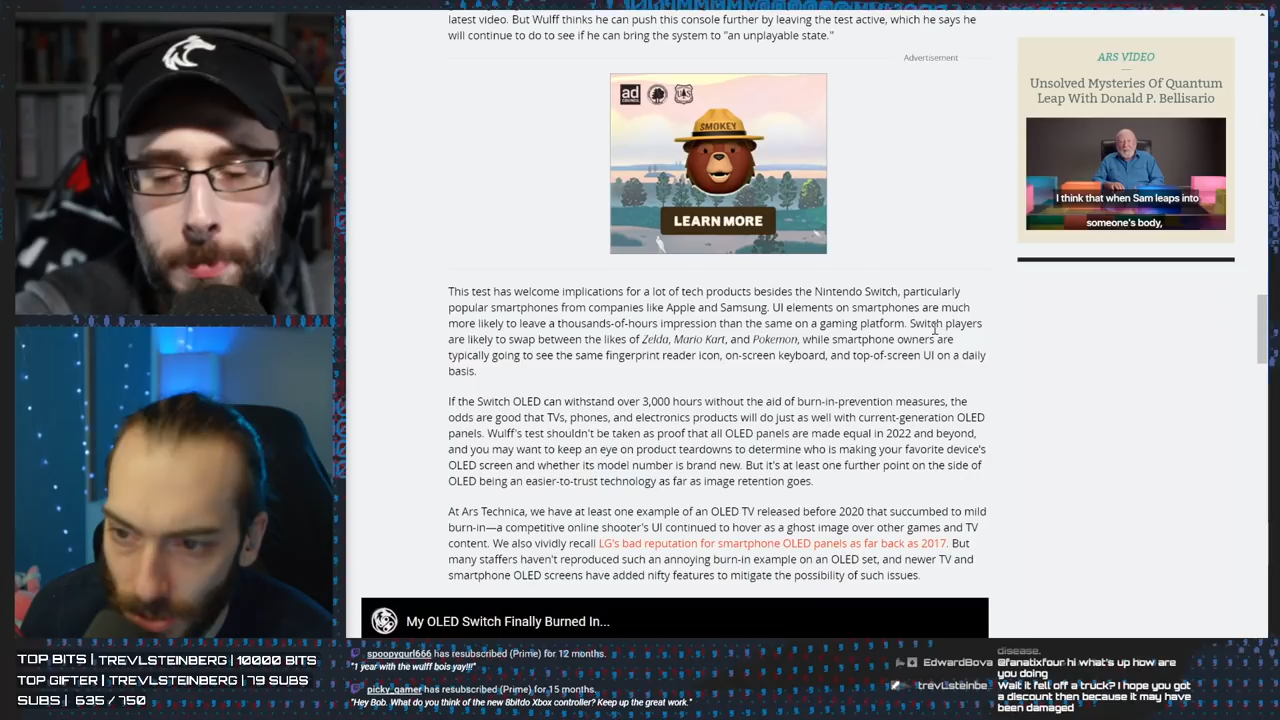 latest video. But Wulff thinks he can push this console further by leaving the test active, which he says he
will continue to do to see if he can bring the system to "an unplayable state."
Advertisement
ad
COUNCIL
SMOKEY
LEARN MORE
ARS VIDEO
Unsolved Mysteries Of Quantum
Leap With Donald P. Bellisario
I think that when Sam leaps into
someone's body,
This test has welcome implications for a lot of tech products besides the Nintendo Switch, particularly
popular smartphones from companies like Apple and Samsung. UI elements on smartphones are much
more likely to leave a thousands-of-hours impression than the same on a gaming platform. Switch players
are likely to swap between the likes of Zelda, Mario Kart, and Pokemon, while smartphone owners are
typically going to see the same fingerprint reader icon, on-screen keyboard, and top-of-screen UI on a daily
basis.
If the Switch OLED can withstand over 3,000 hours without the aid of burn-in-prevention measures, the
odds are good that TVs, phones, and electronics products will do just as well with current-generation OLED
panels. Wulff's test shouldn't be taken as proof that all OLED panels are made equal in 2022 and beyond,
and you may want to keep an eye on product teardowns to determine who is making your favorite device's
OLED screen and whether its model number is brand new. But it's at least one further point on the side of
OLED being an easier-to-trust technology as far as image retention goes.
At Ars Technica, we have at least one example of an OLED TV released before 2020 that succumbed to mild
burn-in—a competitive online shooter's UI continued to hover as a ghost image over other games and TV
content. We also vividly recall LG's bad reputation for smartphone OLED panels as far back as 2017. But
many staffers haven't reproduced such an annoying burn-in example on an OLED set, and newer TV and
smartphone OLED screens have added nifty features to mitigate the possibility of such issues.
My OLED Switch Finally Burned In...
TOP BITS | TREVLSTEINBERG | 10000 BITS
TOP GIFTER | TREVLSTEINBERG | 79 SUBS
SUBS | 635 / 750
spoopygurl666 has resubscribed (Prime) for 12 months.
"1 year with the wulff bois yay!!!"
picky_gamer has resubscribed (Prime) for 15 months.
"Hey Bob. What do you think of the new 8bitdo Xbox controller? Keep up the great work."
disease.
EdwardBova @fanatixfour hi what's up how are
you doing
trevLsteinbe Wait it fell off a truck? I hope you got
a discount then because it may have
been damaged